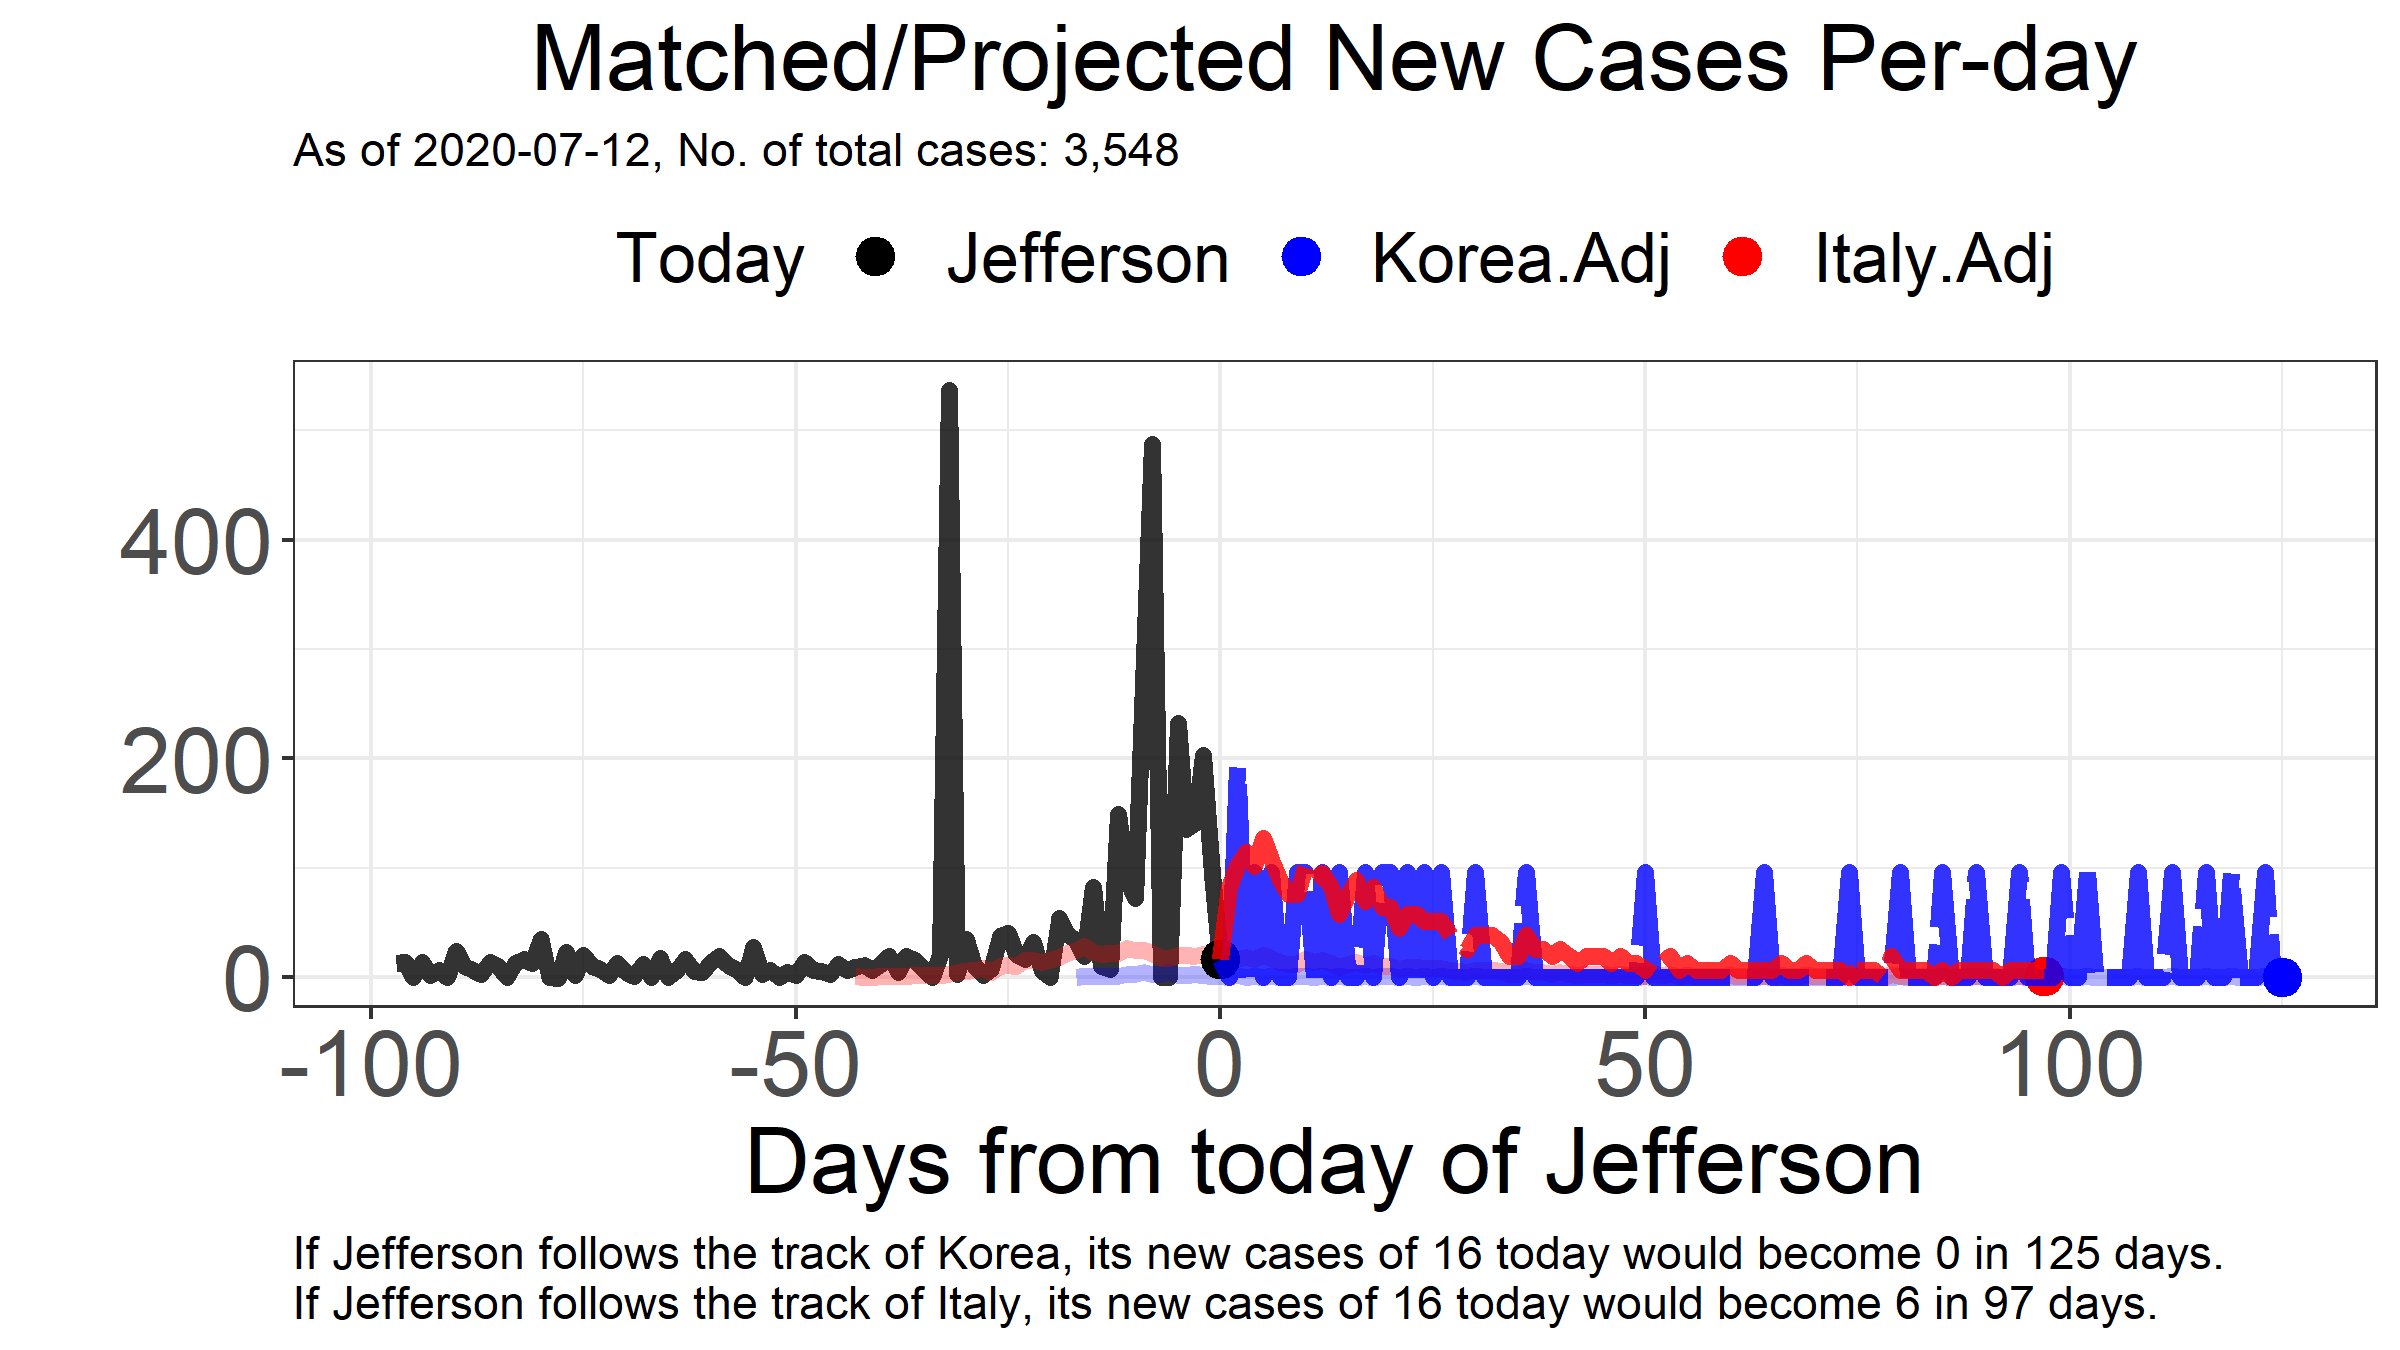 Matched/Projected New Cases Per-day
As of 2020-07-12, No. of total cases: 3,548
Today Jefferson Korea.Adj Italy.Adj
400
200
0
-100 -50 0 50 100
Days from today of Jefferson
If Jefferson follows the track of Korea, its new cases of 16 today would become 0 in 125 days.
If Jefferson follows the track of Italy, its new cases of 16 today would become 6 in 97 days.